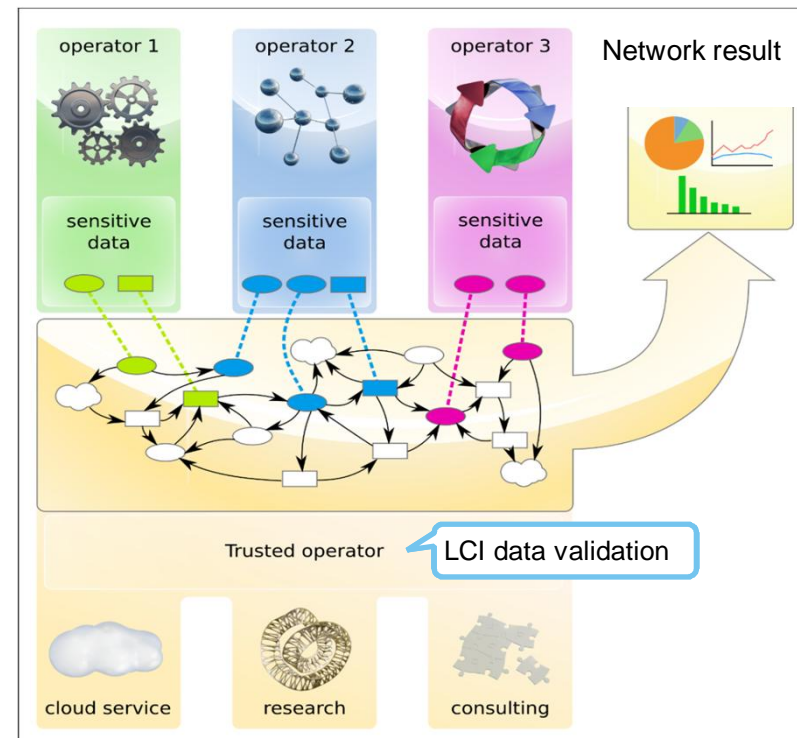 operator 1
operator 2
operator 3
Network result
sensitive
data
sensitive
data
sensitive
data
Trusted operator
LCI data validation
cloud service
research
consulting